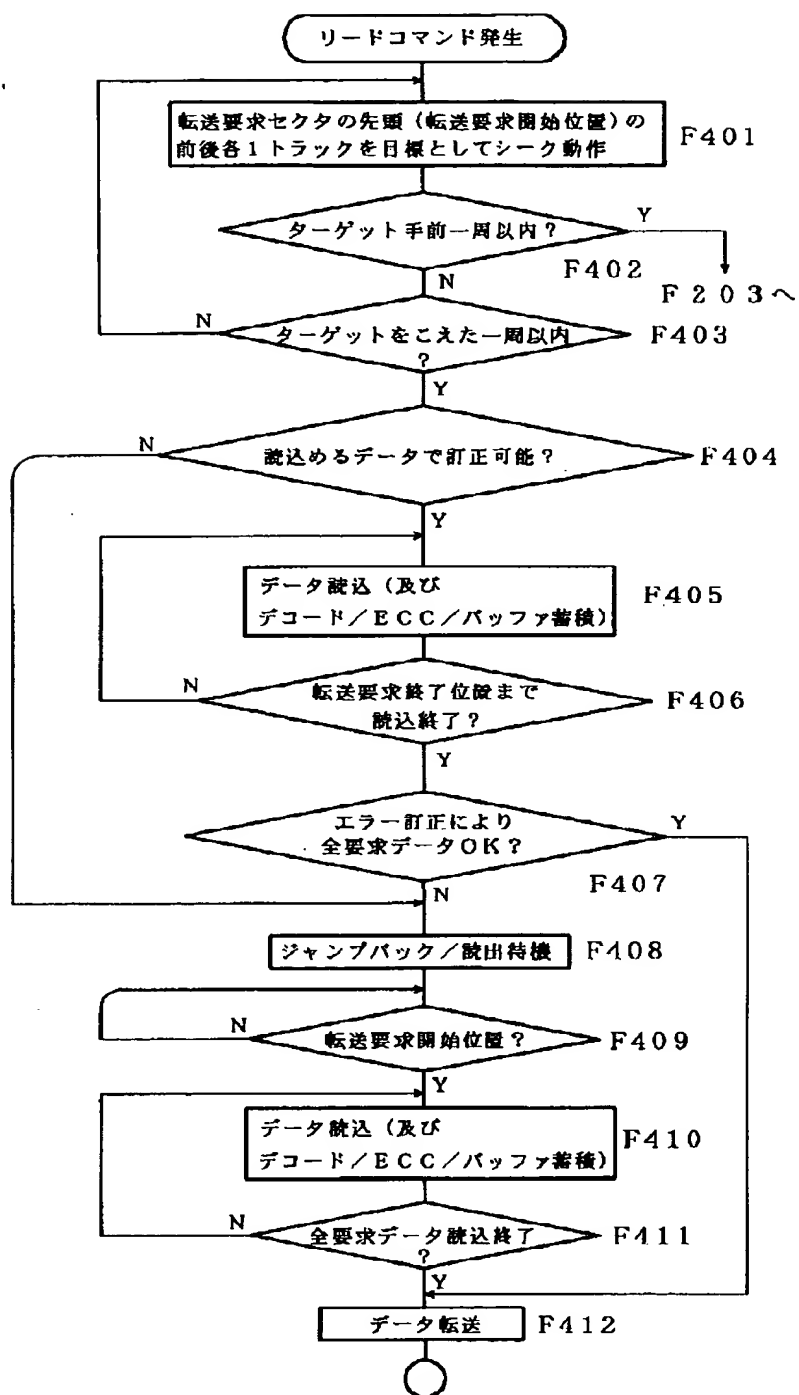 リードコマンド発生
転送要求セクタの先頭（転送要求開始位置）の
前後各１トラックを目標としてシーク動作
F401
ターゲット手前一周以内？
Y
F402
N
F203へ
ターゲットをこえた一周以内
？
N
F403
Y
読込めるデータで訂正可能？
N
F404
Y
データ読込（及び
デコード／ECC／バッファ蓄積）
F405
転送要求終了位置まで
読込終了？
N
F406
Y
エラー訂正により
全要求データOK？
Y
F407
N
ジャンプバック／読出待機
F408
転送要求開始位置？
N
F409
Y
データ読込（及び
デコード／ECC／バッファ蓄積）
F410
全要求データ読込終了
？
N
F411
Y
データ転送
F412